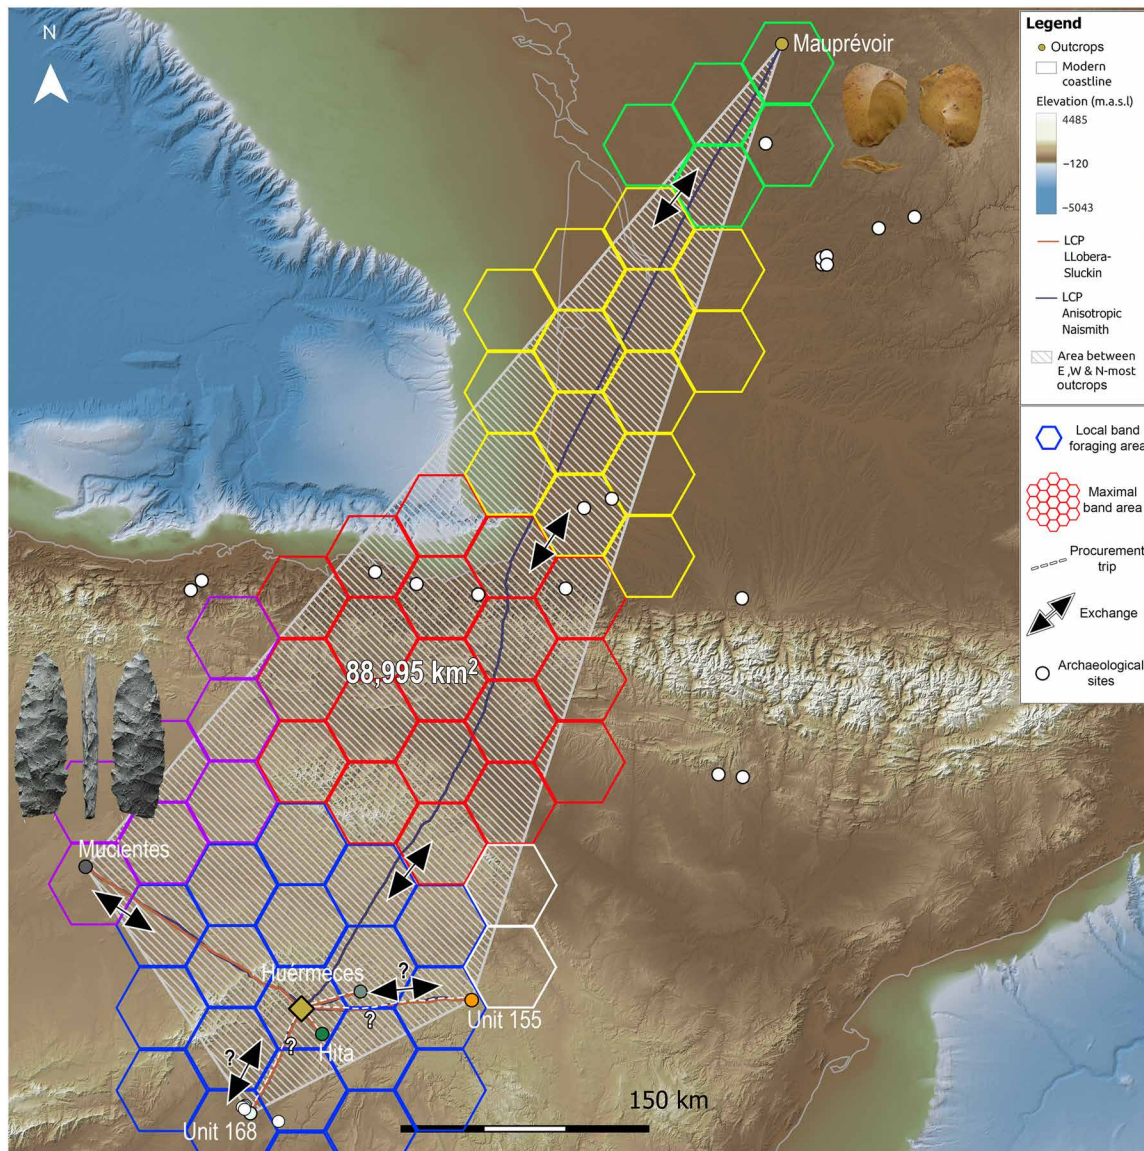 N
Mauprévoir
88,995 km²
Mucientes
Huérmeces
?
?
Unit 155
Hita
?
?
Unit 168
150 km
Legend
Outcrops
Modern
coastline
Elevation (m.a.s.l)
4485
–120
–5043
LCP
LLobera-
Sluckin
LCP
Anisotropic
Naismith
Area between
E ,W & N-most
outcrops
Local band
foraging area
Maximal
band area
Procurement
trip
Exchange
Archaeological
sites